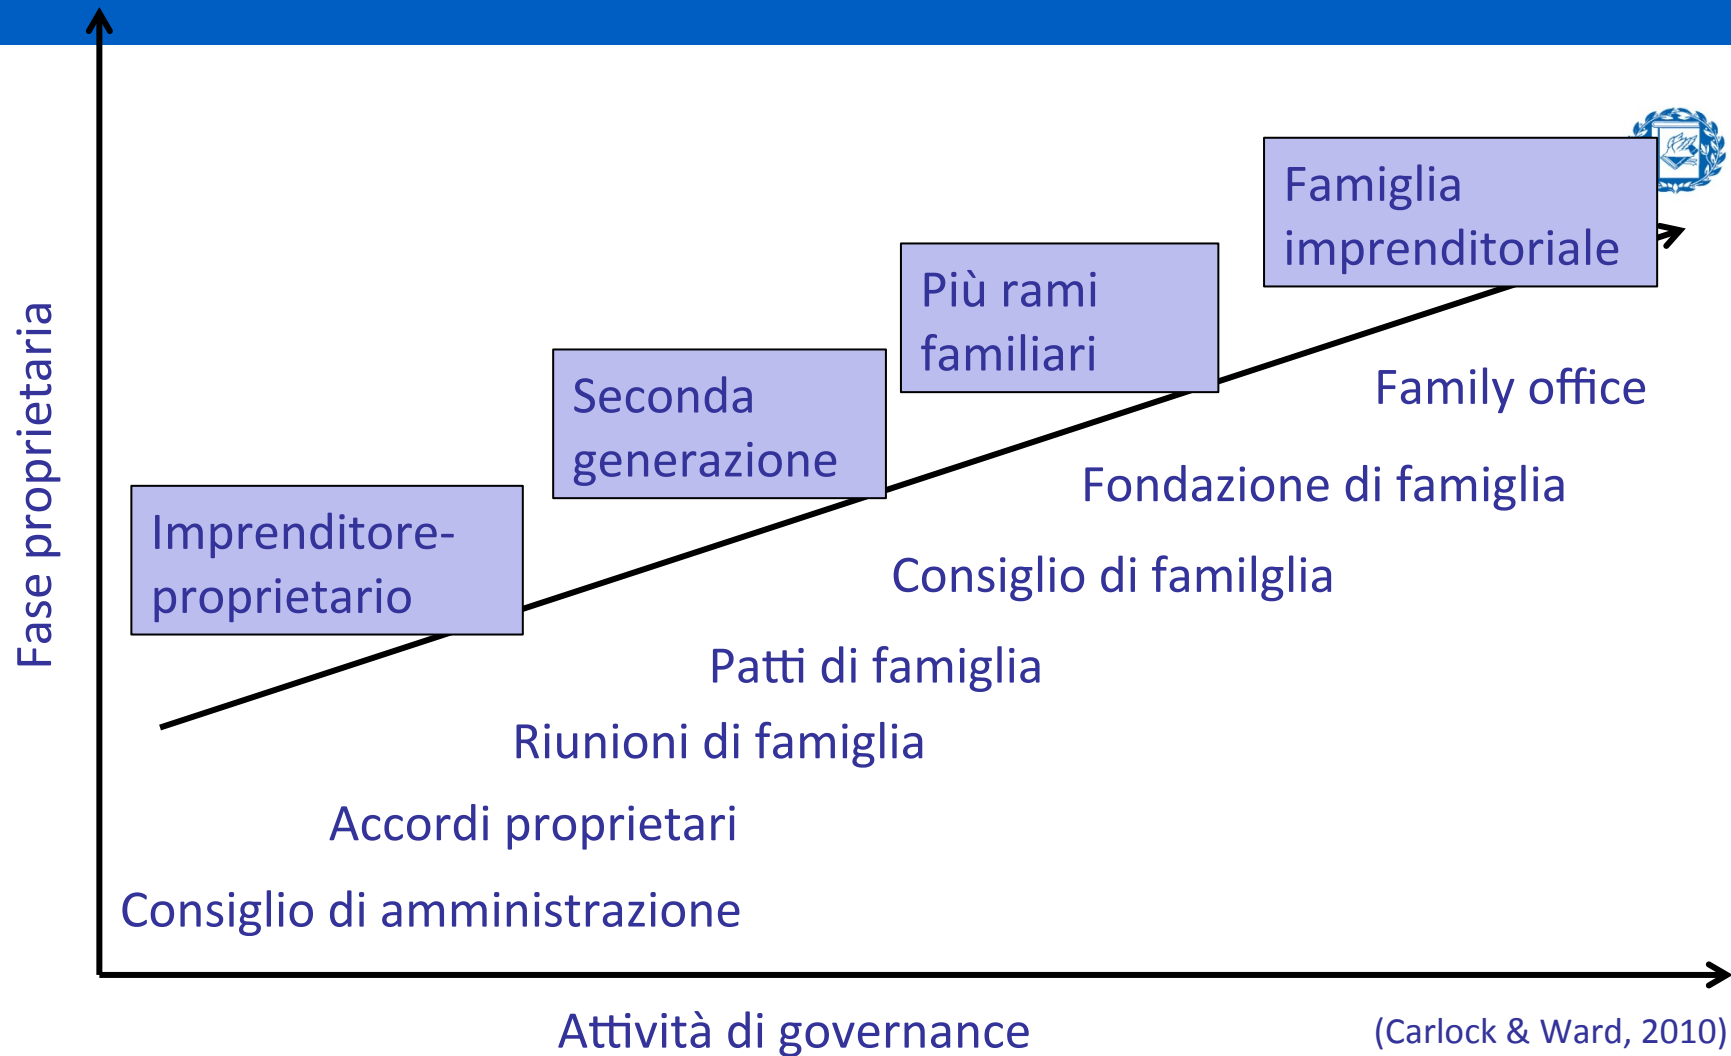 Fase proprietaria
Famiglia
imprenditoriale
Più rami
familiari
Seconda
generazione
Imprenditore-
proprietario
Family office
Fondazione di famiglia
Consiglio di familglia
Patti di famiglia
Riunioni di famiglia
Accordi proprietari
Consiglio di amministrazione
Attività di governance
(Carlock & Ward, 2010)